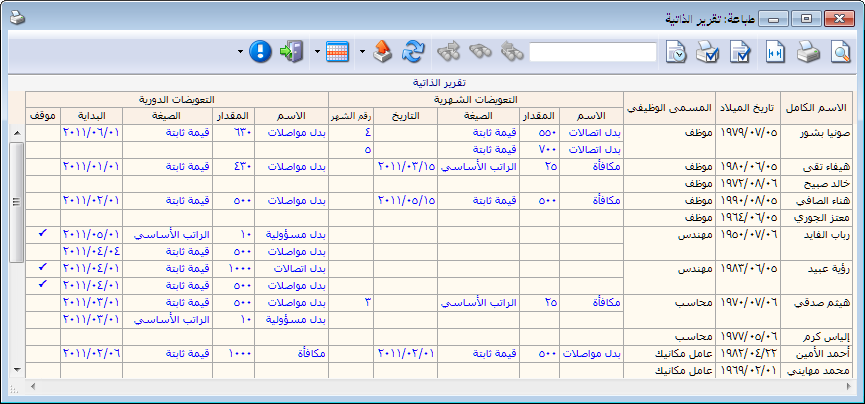 طباعة: تقرير الذاتية
تقرير الذاتية
الاسم الكامل تاريخ الميلاد المسمى الوظيفي التعويضات الشهرية التعويضات الدورية
الاسم المقدار الصيغة التاريخ رقم الشهر الاسم المقدار الصيغة البداية موقف
صونيا بشور ١٩٧٩/٠٧/٠٥ موظف بدل اتصالات ٥٥٠ قيمة ثابتة ٤ بدل مواصلات ٦٣٠ قيمة ثابتة ٢٠١١/٠٦/٠١
بدل اتصالات ٧٠٠ قيمة ثابتة ٥
هيفاء تقي ١٩٨٠/٠٦/٠٥ موظف مكافأة ٢٥ الراتب الأساسي ٢٠١١/٠٣/١٥ بدل مواصلات ٤٣٠ قيمة ثابتة ٢٠١١/٠١/٠١
خالد صبيح ١٩٧٢/٠٨/٠٦ موظف
هناء الصافي ١٩٩٠/٠٨/٠٥ موظف مكافأة ٥٠٠ قيمة ثابتة ٢٠١١/٠٥/١٥ بدل مواصلات ٥٠٠ قيمة ثابتة ٢٠١١/٠٢/٠١
معتز الجوري ١٩٦٤/٠٦/٠٥ موظف
رباب القايد ١٩٥٠/٠٧/٠٦ مهندس بدل مسؤولية ١٠ الراتب الأساسي ٢٠١١/٠٥/٠١ ✓
بدل مواصلات ٥٠٠ قيمة ثابتة ٢٠١١/٠٤/٠٤
رؤية عبيد ١٩٨٣/٠٦/٠٥ مهندس بدل اتصالات ١٠٠٠ قيمة ثابتة ٢٠١١/٠٤/٠١ ✓
بدل مواصلات ٥٠٠ قيمة ثابتة ٢٠١١/٠٤/٠١ ✓
هيثم صدقي ١٩٧٠/٠٧/٠٦ محاسب مكافأة ٢٥ الراتب الأساسي ٣ بدل مواصلات ٥٠٠ قيمة ثابتة ٢٠١١/٠٣/٠١
بدل مسؤولية ١٠ الراتب الأساسي ٢٠١١/٠٣/٠١
إلياس كرم ١٩٧٧/٠٥/٠٦ محاسب
أحمد الأمين ١٩٨٢/٠٤/٢٢ عامل مكانيك بدل مواصلات ٥٠٠ قيمة ثابتة ٢٠١١/٠٢/٠١ مكافأة ١٠٠٠ قيمة ثابتة ٢٠١١/٠٢/٠٦
محمد مهايني ١٩٦٩/٠٢/٠١ عامل مكانيك